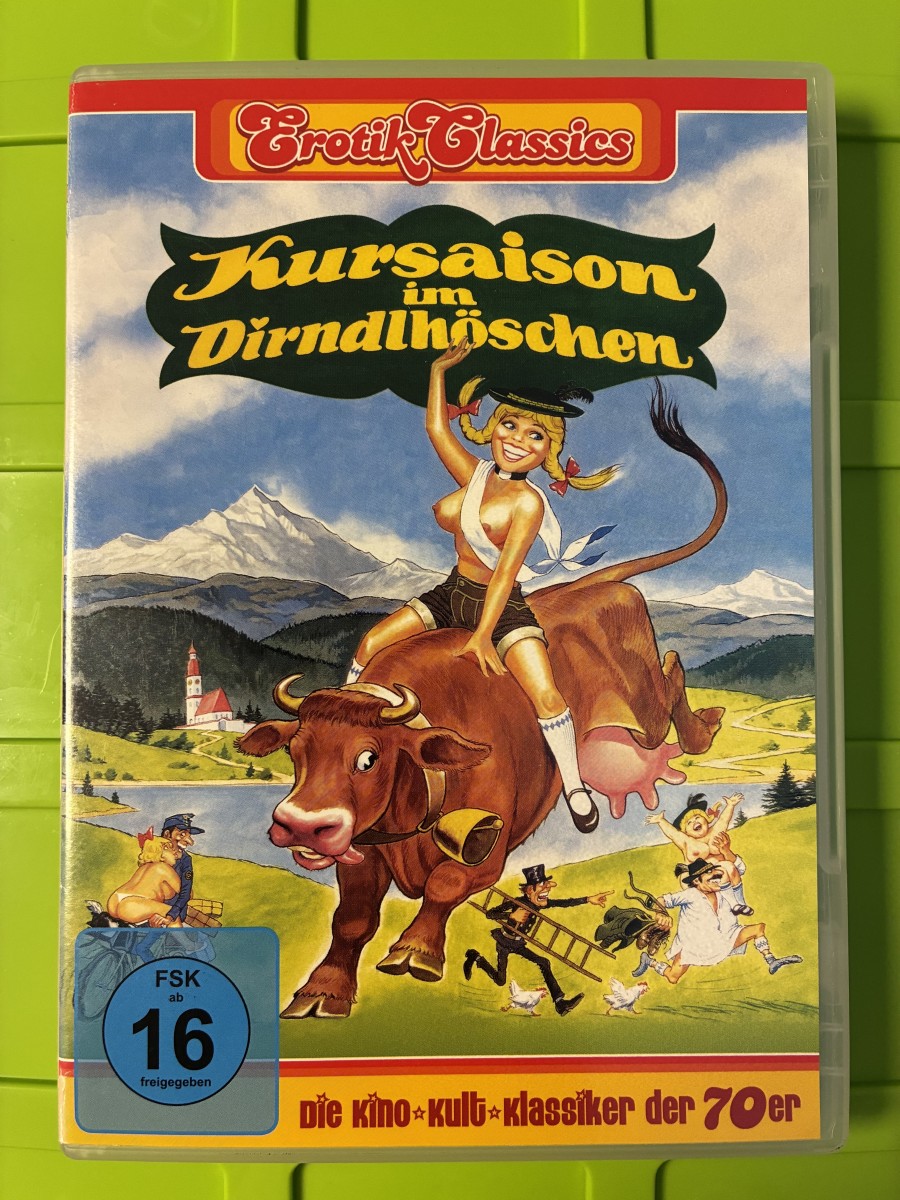 Erotik Classics
Kursaison
im
Dirndlhöschen
FSK
ab
16
freigegeben
Die Kino☆Kult☆Klassiker der 70er